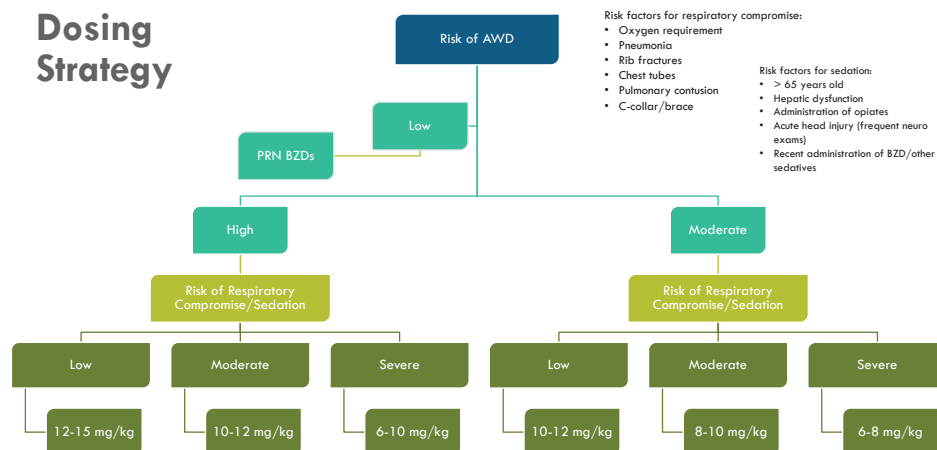 Dosing
Strategy
Risk of AWD
Risk factors for respiratory compromise:
• Oxygen requirement
• Pneumonia
• Rib fractures
• Chest tubes
• Pulmonary contusion
• C-collar/brace
Risk factors for sedation:
• > 65 years old
• Hepatic dysfunction
• Administration of opiates
• Acute head injury (frequent neuro
exams)
• Recent administration of BZD/other
sedatives
Low
PRN BZDs
High
Moderate
Risk of Respiratory
Compromise/Sedation
Risk of Respiratory
Compromise/Sedation
Low
Moderate
Severe
Low
Moderate
Severe
12-15 mg/kg
10-12 mg/kg
6-10 mg/kg
10-12 mg/kg
8-10 mg/kg
6-8 mg/kg